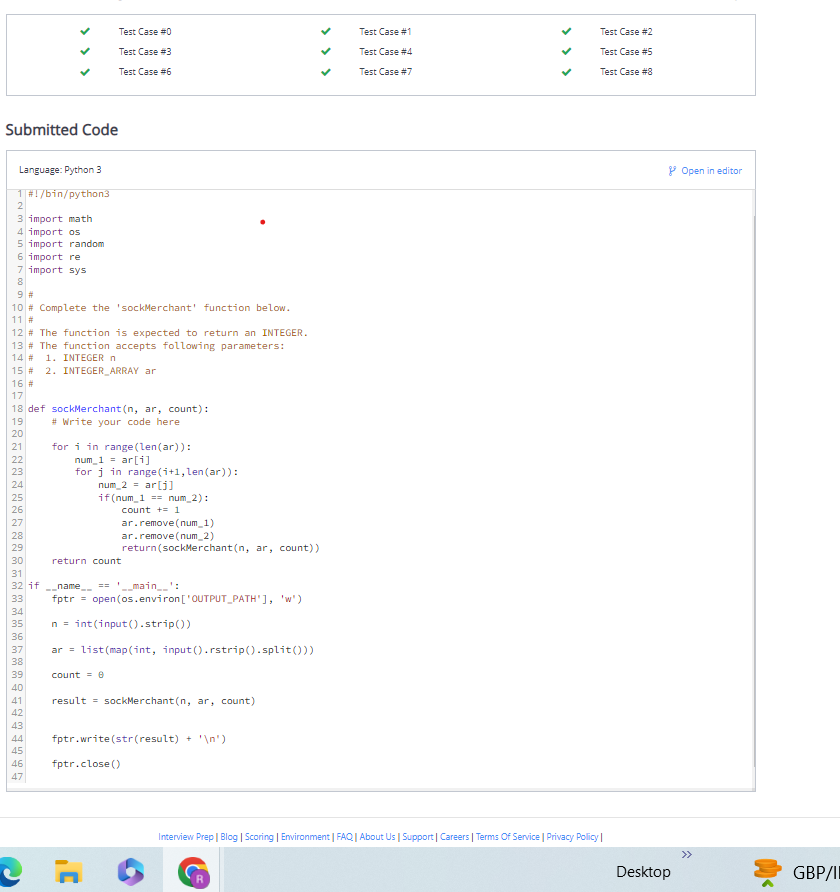 Test Case #0 Test Case #1 Test Case #2
Test Case #3 Test Case #4 Test Case #5
Test Case #6 Test Case #7 Test Case #8
Submitted Code
Language: Python 3 Open in editor
1 #!/bin/python3
2
3 import math
4 import os
5 import random
6 import re
7 import sys
8
9 #
10 # Complete the 'sockMerchant' function below.
11 #
12 # The function is expected to return an INTEGER.
13 # The function accepts following parameters:
14 #  1. INTEGER n
15 #  2. INTEGER_ARRAY ar
16 #
17
18 def sockMerchant(n, ar, count):
19     # Write your code here
20
21     for i in range(len(ar)):
22         num_1 = ar[i]
23         for j in range(i+1,len(ar)):
24             num_2 = ar[j]
25             if(num_1 == num_2):
26                 count += 1
27                 ar.remove(num_1)
28                 ar.remove(num_2)
29                 return(sockMerchant(n, ar, count))
30     return count
31
32 if __name__ == '__main__':
33     fptr = open(os.environ['OUTPUT_PATH'], 'w')
34
35     n = int(input().strip())
36
37     ar = list(map(int, input().rstrip().split()))
38
39     count = 0
40
41     result = sockMerchant(n, ar, count)
42
43
44     fptr.write(str(result) + '\n')
45
46     fptr.close()
47
Interview Prep | Blog | Scoring | Environment | FAQ | About Us | Support | Careers | Terms Of Service | Privacy Policy |
R
Desktop
GBP/I